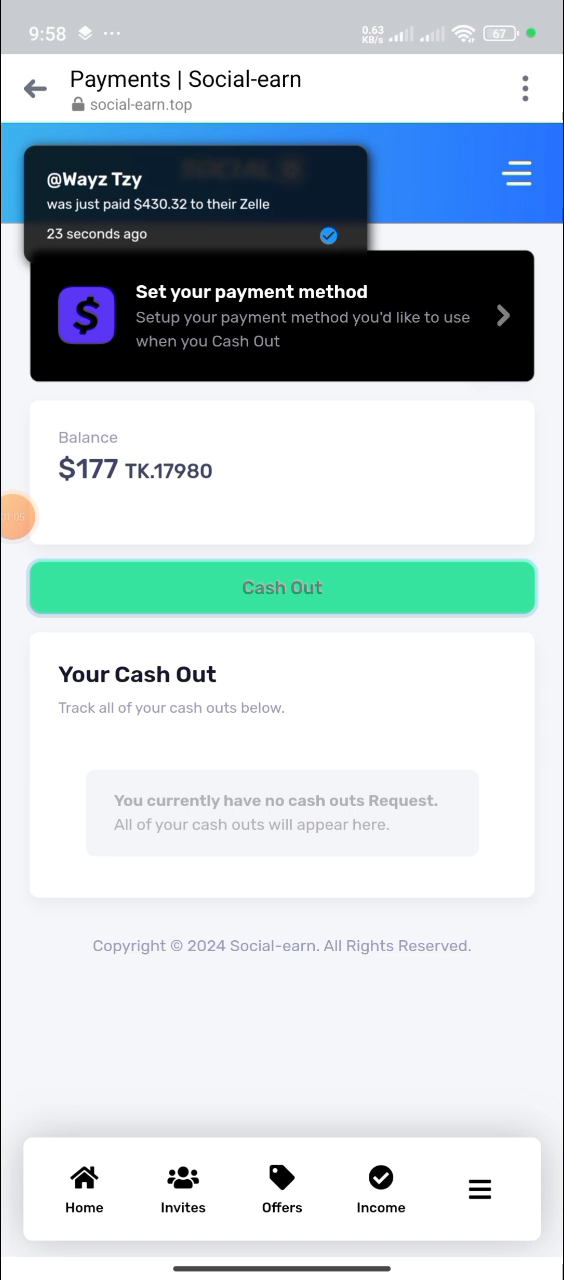 9:58
0.63
KB/s
67
Payments | Social-earn
social-earn.top
@Wayz Tzy
was just paid $430.32 to their Zelle
23 seconds ago
Set your payment method
Setup your payment method you'd like to use
when you Cash Out
Balance
$177 TK.17980
Cash Out
Your Cash Out
Track all of your cash outs below.
You currently have no cash outs Request.
All of your cash outs will appear here.
Copyright © 2024 Social-earn. All Rights Reserved.
Home
Invites
Offers
Income